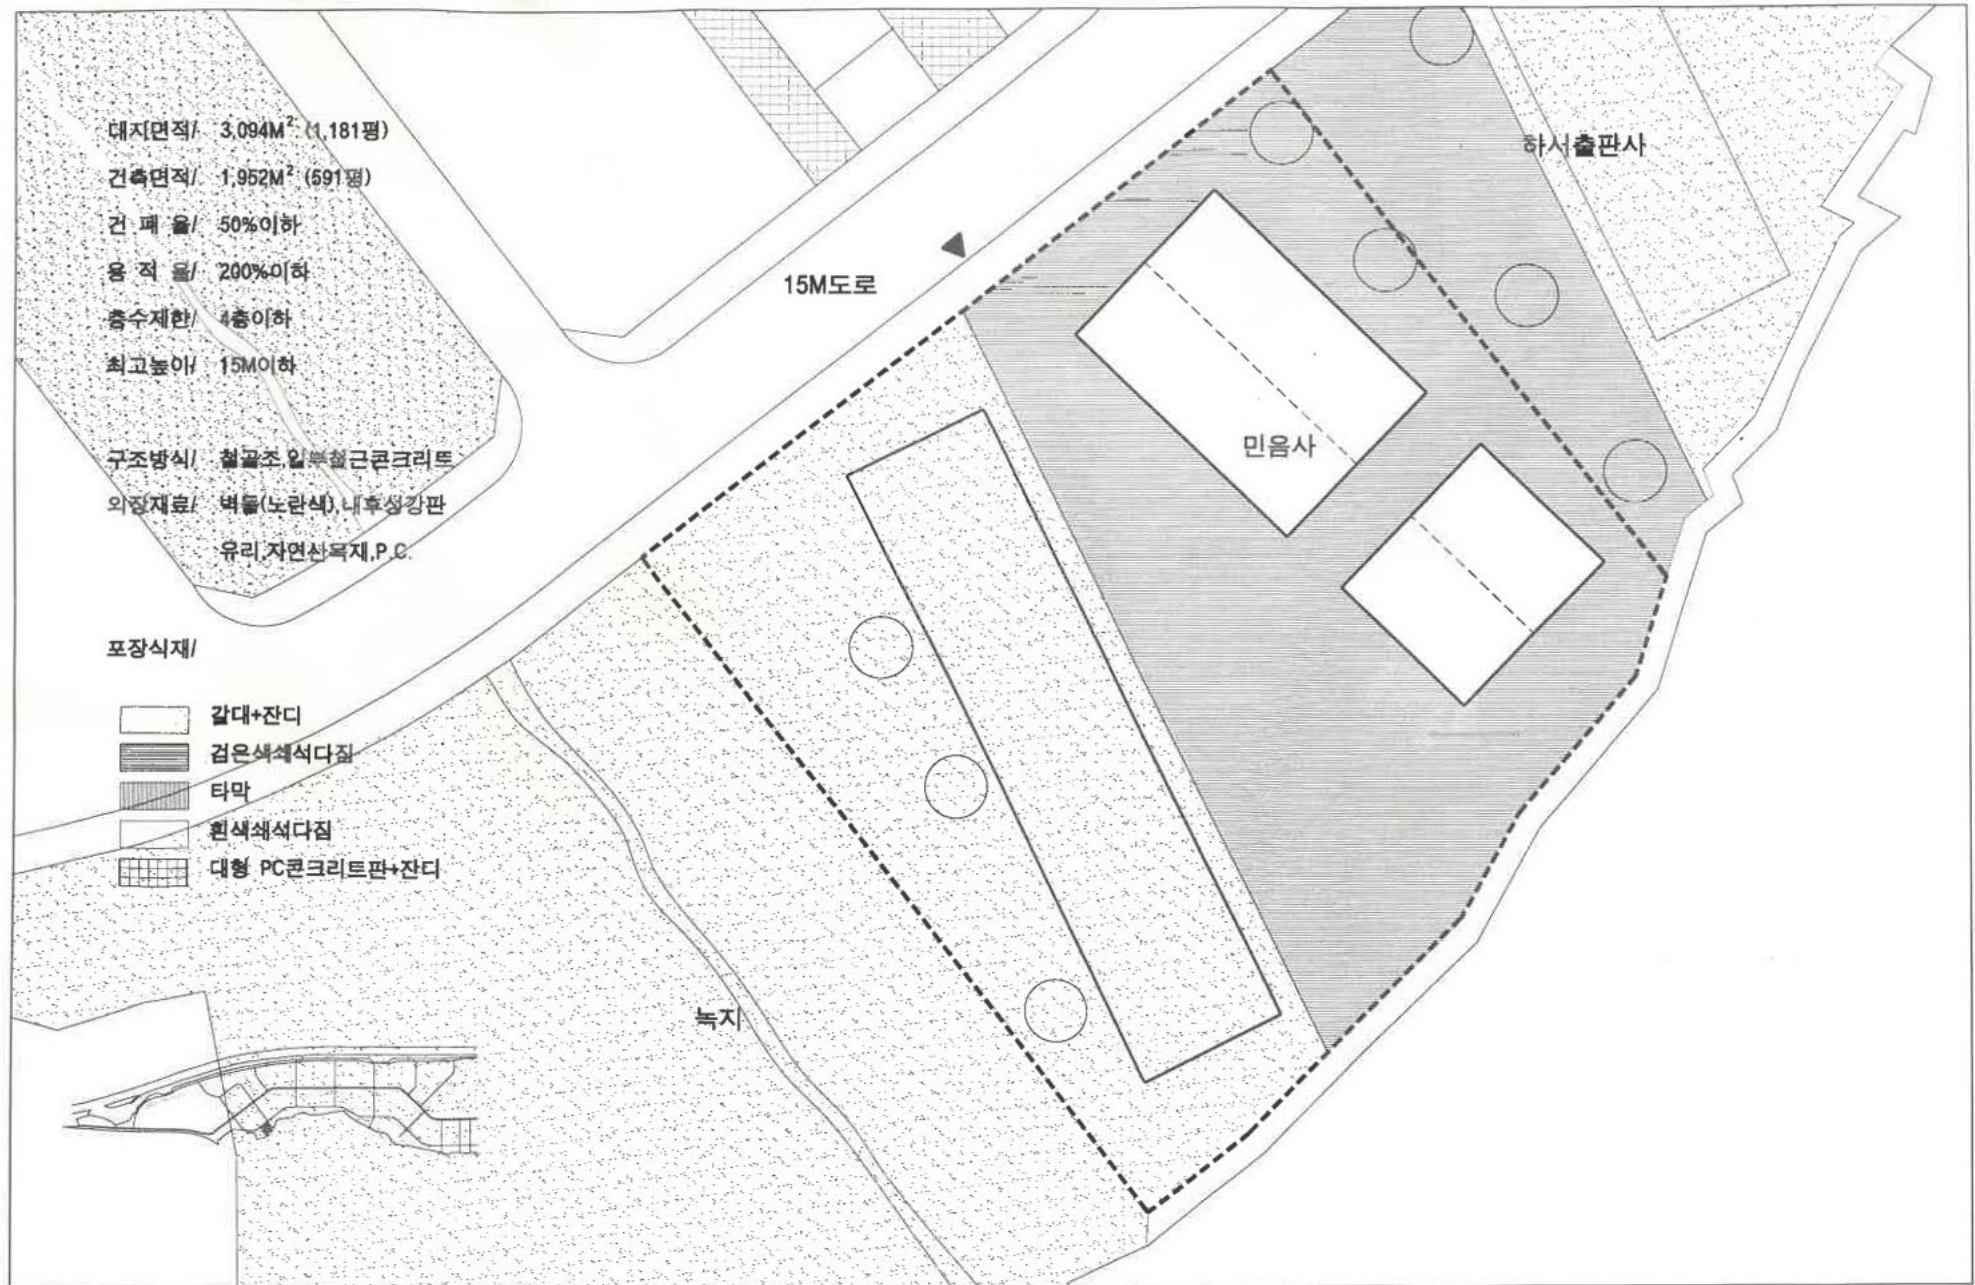 대지면적/ 3,094M² (1,181평)
건축면적/ 1,952M² (591평)
건 폐 율/ 50%이하
용 적 율/ 200%이하
층수제한/ 4층이하
최고높이/ 15M이하
구조방식/ 철골조,일부철근콘크리트
외장재료/ 벽돌(노란색),내후성강판
유리,자연산목재,P.C.
포장식재/
갈대+잔디
검은색쇄석다짐
타막
흰색쇄석다짐
대형 PC콘크리트판+잔디
15M도로
하서출판사
민음사
녹지